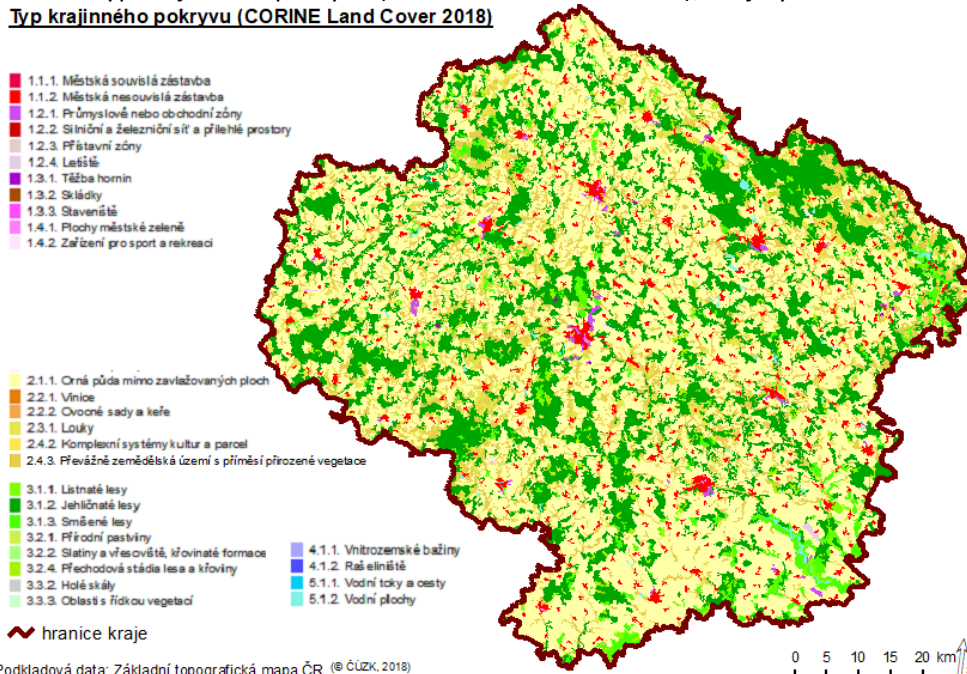 Typ krajinného pokryvu (CORINE Land Cover 2018)
1.1.1. Městská souvislá zástavba
1.1.2. Městská nesouvislá zástavba
1.2.1. Průmyslové nebo obchodní zóny
1.2.2. Silniční a železniční síť a přilehlé prostory
1.2.3. Přístavní zóny
1.2.4. Letiště
1.3.1. Těžba hornin
1.3.2. Skládky
1.3.3. Staveniště
1.4.1. Plochy městské zeleně
1.4.2. Zařízení pro sport a rekreaci
2.1.1. Orná půda mimo zavlažovaných ploch
2.2.1. Vinice
2.2.2. Ovocné sady a keře
2.3.1. Louky
2.4.2. Komplexní systémy kultur a parcel
2.4.3. Převážně zemědělská území s příměsí přirozené vegetace
3.1.1. Listnaté lesy
3.1.2. Jehličnaté lesy
3.1.3. Smíšené lesy
3.2.1. Přírodní pastviny
3.2.2. Slatiny a vřesoviště, křovinaté formace
3.2.4. Přechodová stádia lesa a křoviny
3.3.2. Holé skály
3.3.3. Oblasti s řídkou vegetací
4.1.1. Vnitrozemské bažiny
4.1.2. Rašeliniště
5.1.1. Vodní toky a cesty
5.1.2. Vodní plochy
hranice kraje
Podkladová data: Základní topografická mapa ČR (© ČÚZK, 2018)
0 5 10 15 20 km